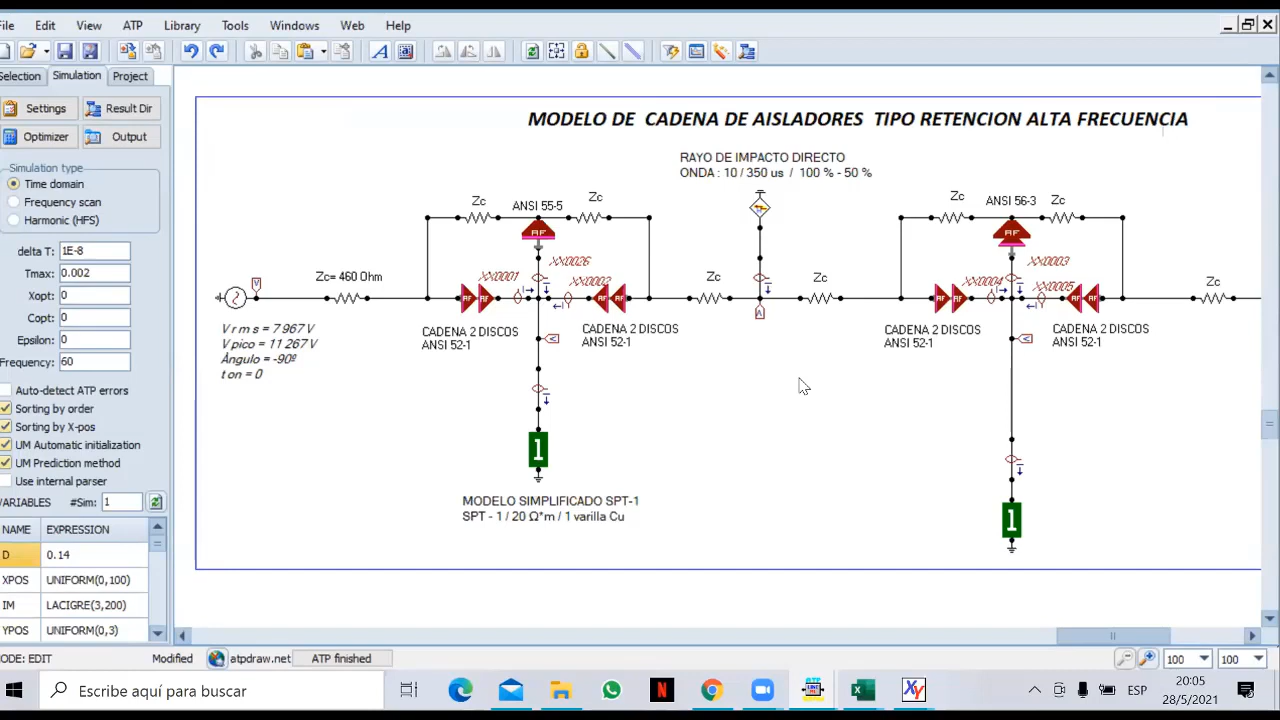 File Edit View ATP Library Tools Windows Web Help
Selection Simulation Project
Settings Result Dir
Optimizer Output
Simulation type
Time domain
Frequency scan
Harmonic (HFS)
delta T: 1E-8
Tmax: 0.002
Xopt: 0
Copt: 0
Epsilon: 0
Frequency: 60
Auto-detect ATP errors
Sorting by order
Sorting by X-pos
UM Automatic initialization
UM Prediction method
Use internal parser
VARIABLES #Sim: 1
NAME EXPRESSION
D 0.14
XPOS UNIFORM(0,100)
IM LACIGRE(3,200)
YPOS UNIFORM(0,3)
MODELO DE CADENA DE AISLADORES TIPO RETENCION ALTA FRECUENCIA
RAYO DE IMPACTO DIRECTO
ONDA : 10 / 350 us / 100 % - 50 %
Zc ANSI 55-5 Zc
RF
Zc ANSI 56-3 Zc
RF
V
Zc= 460 Ohm
XX0001 XX0026 XX0002
RF RF
Zc Zc
XX0004 XX0003 XX0005
RF RF
Zc
CADENA 2 DISCOS
ANSI 52-1
CADENA 2 DISCOS
ANSI 52-1
CADENA 2 DISCOS
ANSI 52-1
CADENA 2 DISCOS
ANSI 52-1
V r m s = 7.967 V
V pico = 11 267 V
Ángulo = -90º
t on = 0
1
1
MODELO SIMPLIFICADO SPT-1
SPT - 1 / 20 Ω*m / 1 varilla Cu
MODE: EDIT Modified atpdraw.net ATP finished 100 100
Escribe aquí para buscar
ESP
20:05
28/5/2021